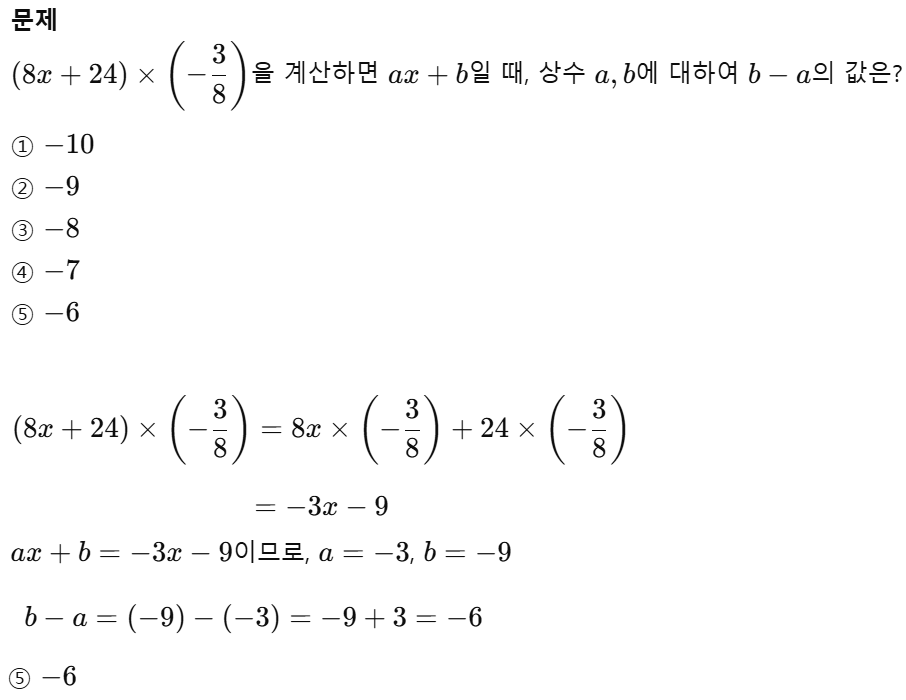 문제
(8x + 24) × (−3/8)을 계산하면 ax + b일 때, 상수 a, b에 대하여 b − a의 값은?
① −10
② −9
③ −8
④ −7
⑤ −6
(8x + 24) × (−3/8) = 8x × (−3/8) + 24 × (−3/8)
= −3x − 9
ax + b = −3x − 9이므로, a = −3, b = −9
b − a = (−9) − (−3) = −9 + 3 = −6
⑤ −6